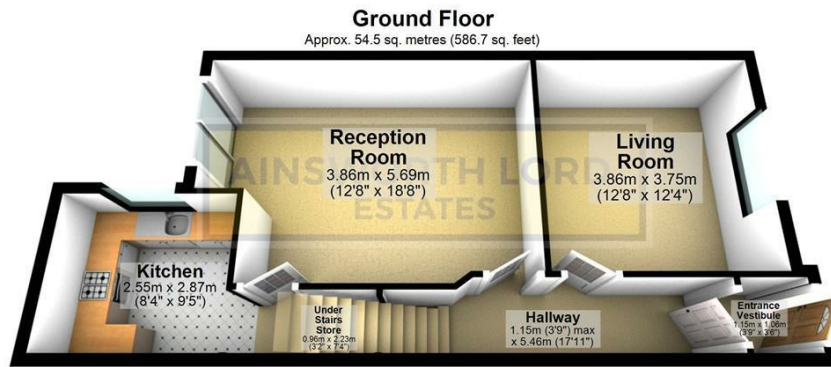 Ground Floor
Approx. 54.5 sq. metres (586.7 sq. feet)
Reception
Room
3.86m x 5.69m
(12'8" x 18'8")
Living
Room
3.86m x 3.75m
(12'8" x 12'4")
AINSWORTH LORD
ESTATES
Kitchen
2.55m x 2.87m
(8'4" x 9'5")
Under
Stairs
Store
0.96m x 2.23m
(3'2" x 7'4")
Hallway
1.15m (3'9") max
x 5.46m (17'11")
Entrance
Vestibule
1.15m x 1.06m
(3'9" x 3'6")